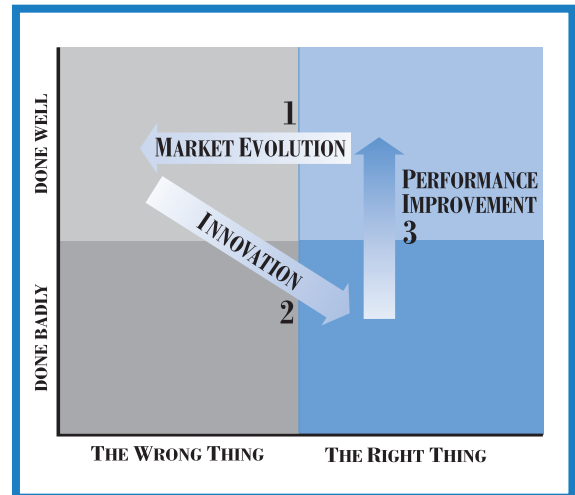 DONE WELL
DONE BADLY
1
MARKET EVOLUTION
INNOVATION
2
PERFORMANCE
IMPROVEMENT
3
THE WRONG THING
THE RIGHT THING